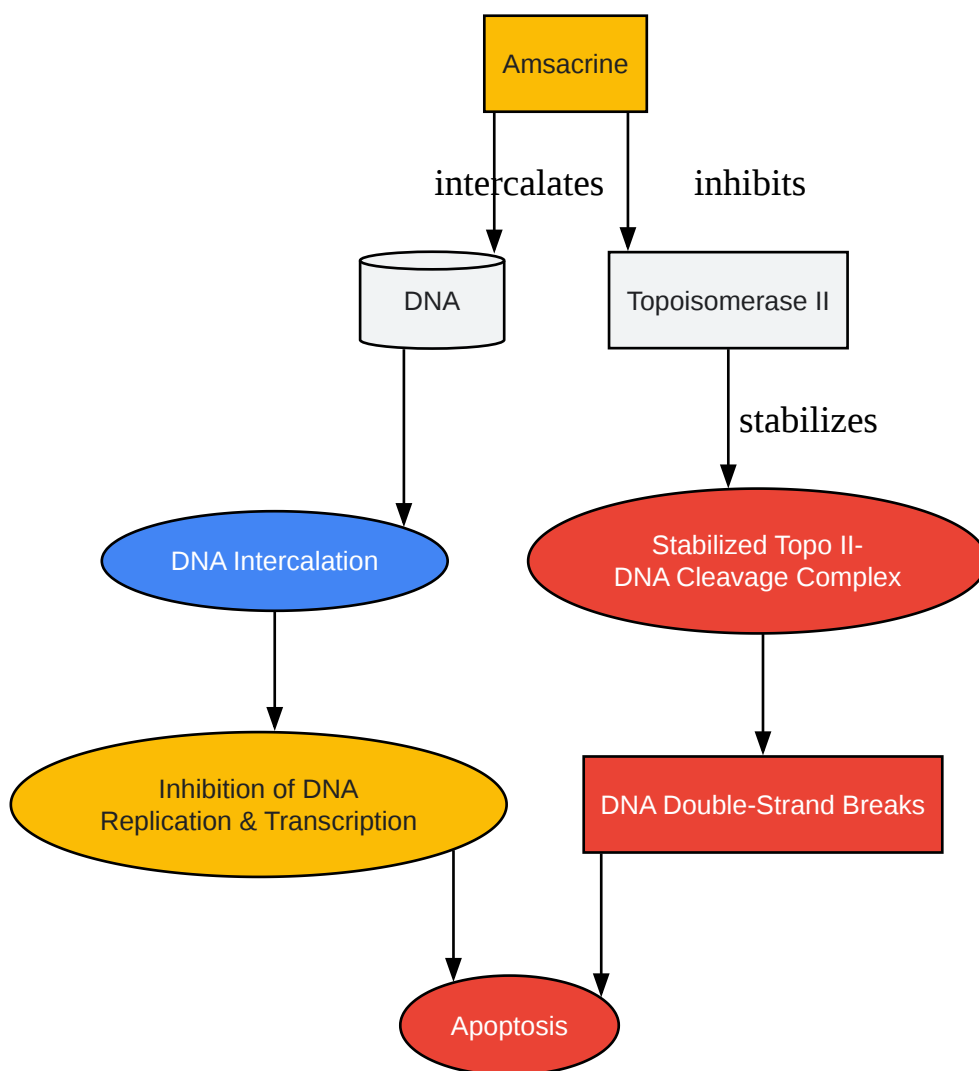 Amsacrine
intercalates
inhibits
DNA
Topoisomerase II
stabilizes
DNA Intercalation
Stabilized Topo II-
DNA Cleavage Complex
Inhibition of DNA
Replication & Transcription
DNA Double-Strand Breaks
Apoptosis